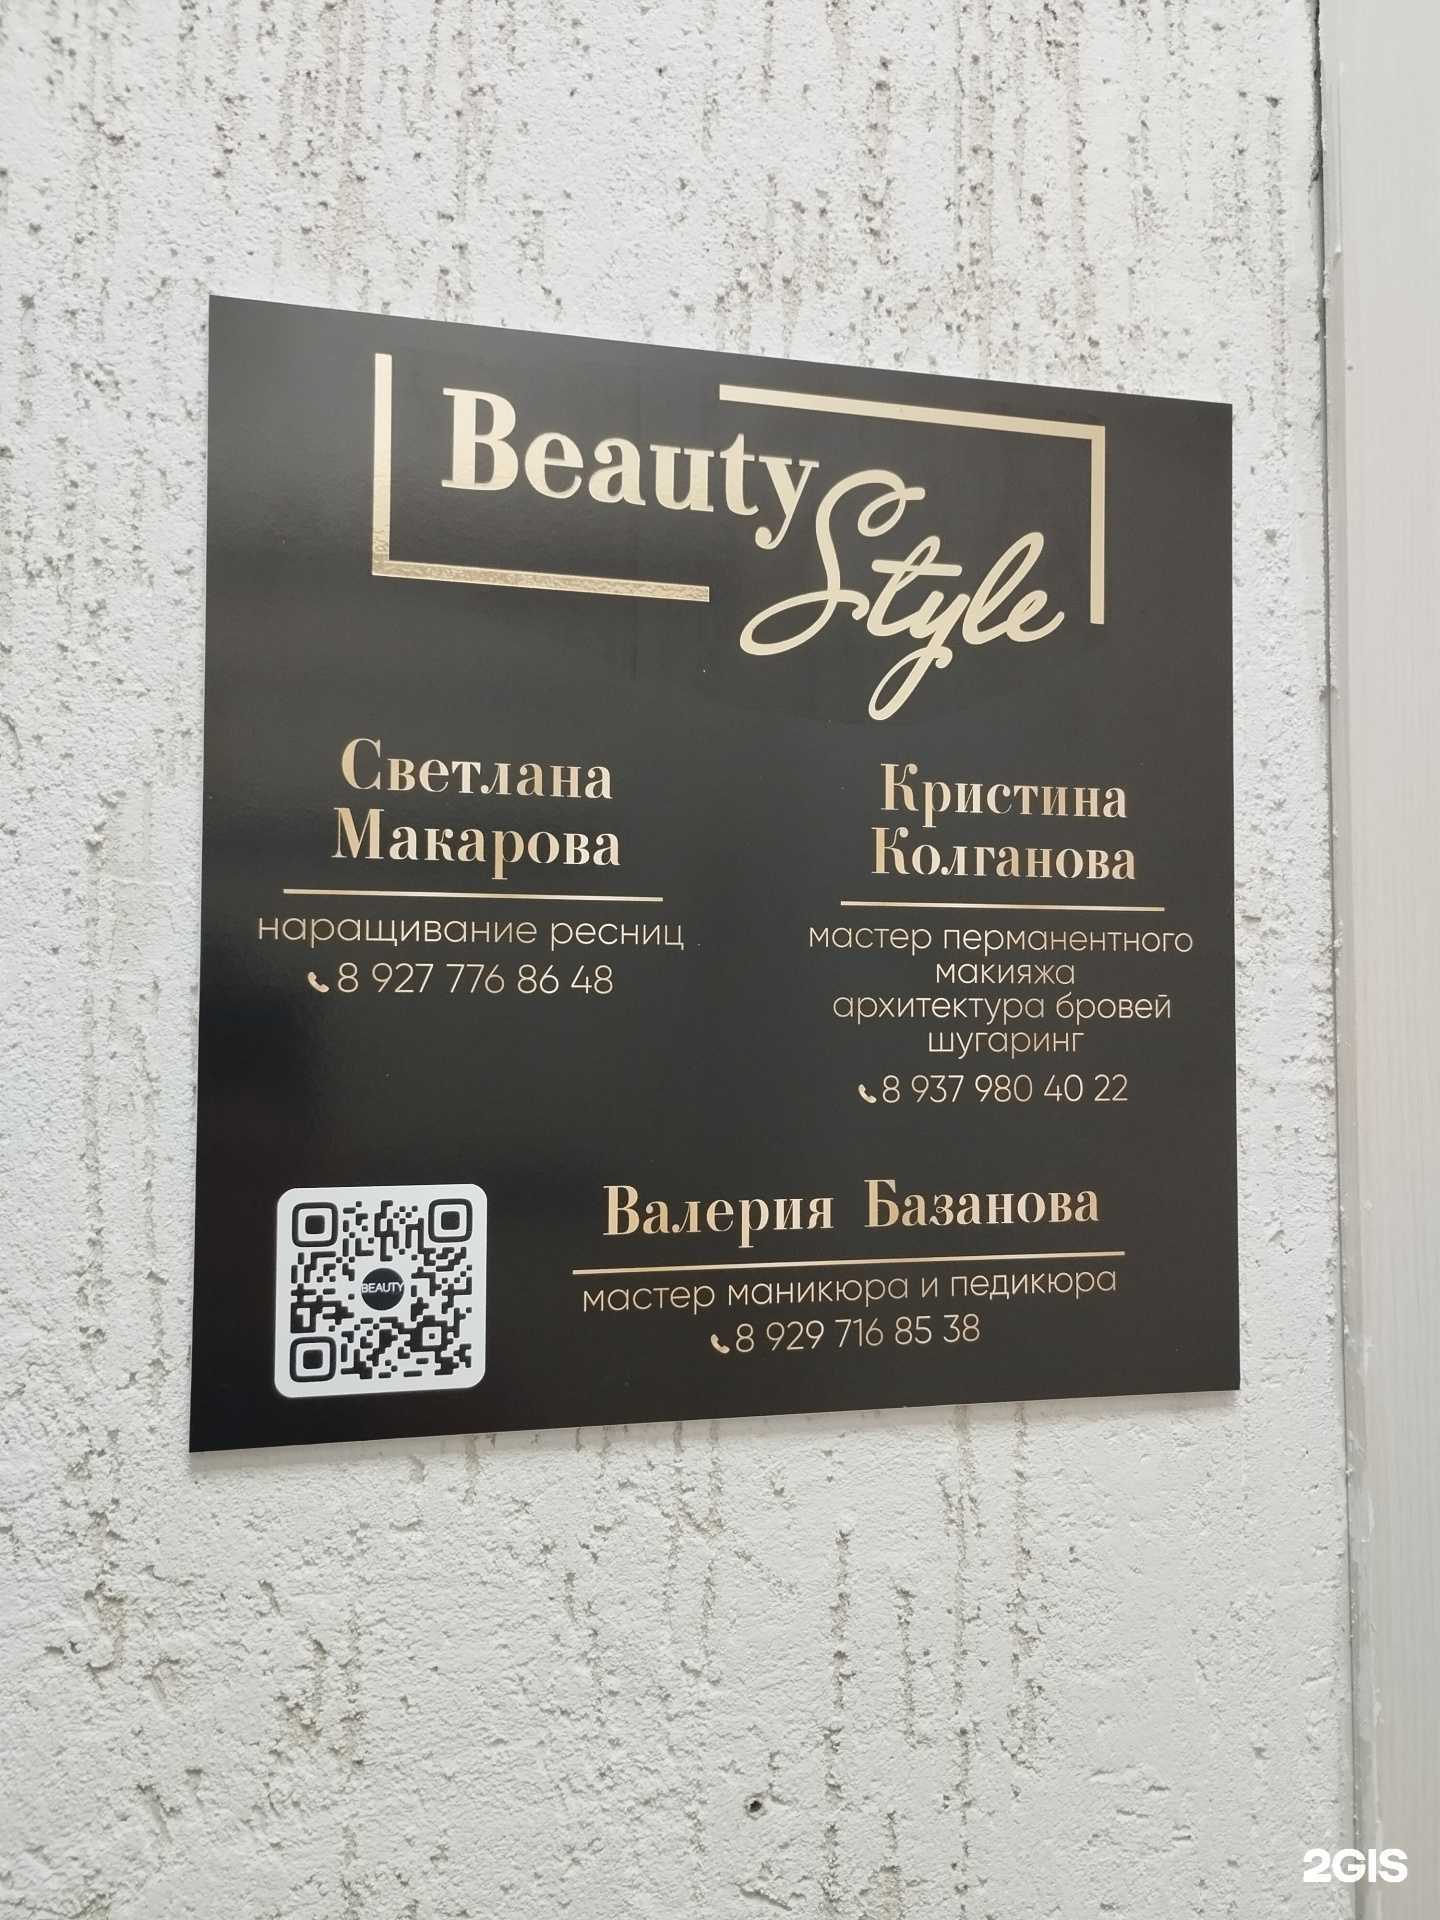 Beauty
Style
Светлана
Макарова
наращивание ресниц
8 927 776 86 48
Кристина
Колганова
мастер перманентного
макияжа
архитектура бровей
шугаринг
8 937 980 40 22
BEAUTY
Валерия Базанова
мастер маникюра и педикюра
8 929 716 85 38
2GIS